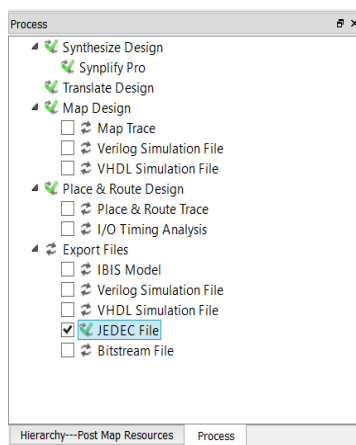 Process
Synthesize Design
Synplify Pro
Translate Design
Map Design
Map Trace
Verilog Simulation File
VHDL Simulation File
Place & Route Design
Place & Route Trace
I/O Timing Analysis
Export Files
IBIS Model
Verilog Simulation File
VHDL Simulation File
JEDEC File
Bitstream File
Hierarchy---Post Map Resources Process